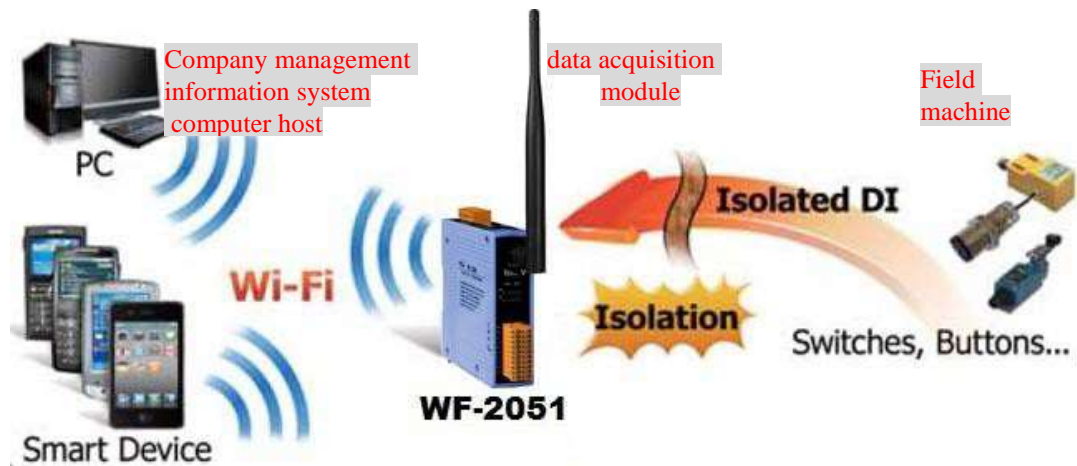 Company management
information system
computer host
PC
data acquisition
module
Field
machine
Isolated DI
Wi-Fi
Isolation
Switches, Buttons...
WF-2051
Smart Device